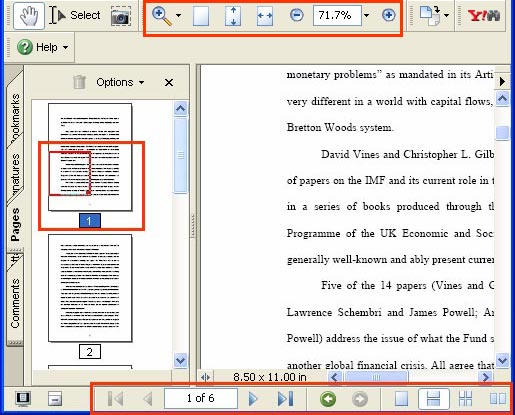 Select
71.7%
Y!
Help
Options
Bookmarks
Signatures
Pages
Comments
1
2
monetary problems” as mandated in its Arti
very different in a world with capital flows,
Bretton Woods system.
David Vines and Christopher L. Gilb
of papers on the IMF and its current role in t
in a series of books produced through th
Programme of the UK Economic and Soci
generally well-known and ably present curren
Five of the 14 papers (Vines and G
Lawrence Schembri and James Powell; An
Powell) address the issue of what the Fund s
another global financial crisis. All agree that
8.50 x 11.00 in
1 of 6